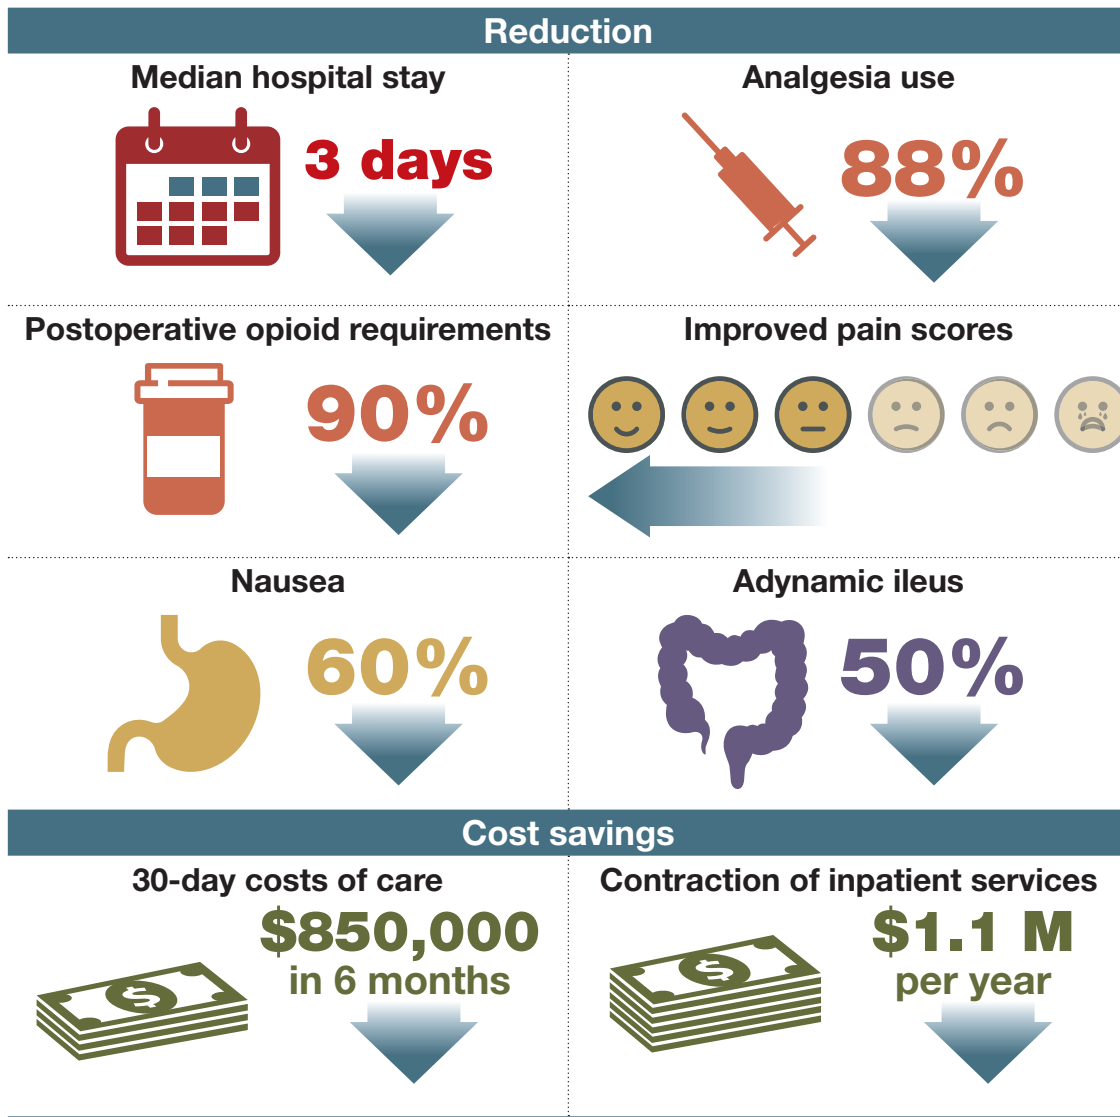 Reduction
Median hospital stay
3 days
Analgesia use
88%
Postoperative opioid requirements
90%
Improved pain scores
Nausea
60%
Adynamic ileus
50%
Cost savings
30-day costs of care
$850,000
in 6 months
Contraction of inpatient services
$1.1 M
per year